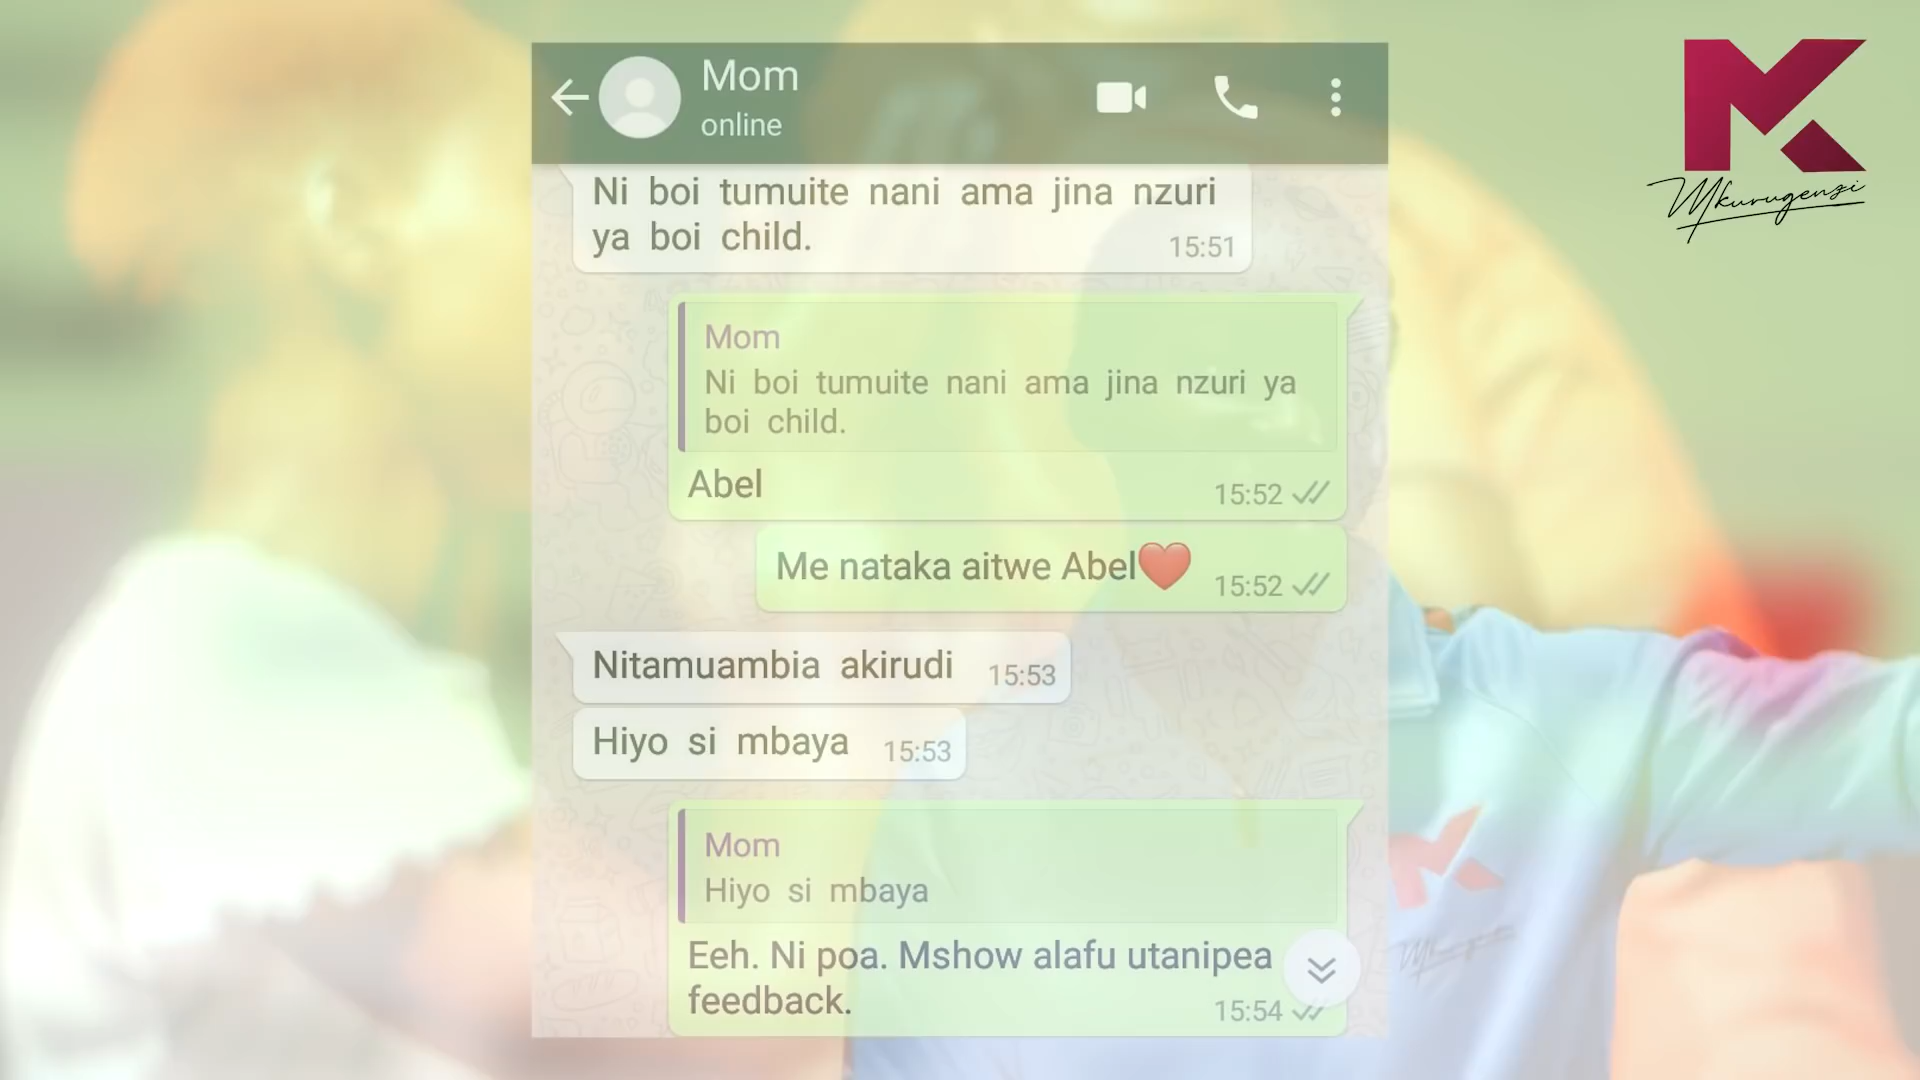 Mom
online
Ni boi tumuite nani ama jina nzuri
ya boi child.
15:51
Mom
Ni boi tumuite nani ama jina nzuri ya
boi child.
Abel
15:52
Me nataka aitwe Abel❤️
15:52
Nitamuambia akirudi
15:53
Hiyo si mbaya
15:53
Mom
Hiyo si mbaya
Eeh. Ni poa. Mshow alafu utanipea
feedback.
15:54
MK
Mkurugenzi